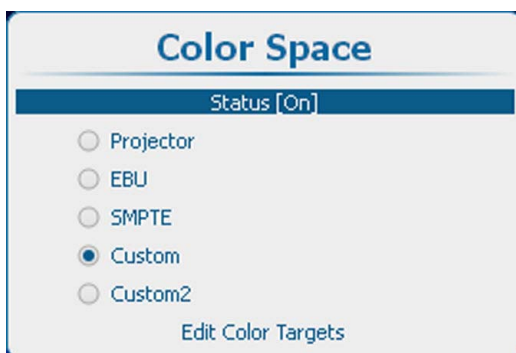 Color Space
Status [On]
Projector
EBU
SMPTE
Custom
Custom2
Edit Color Targets